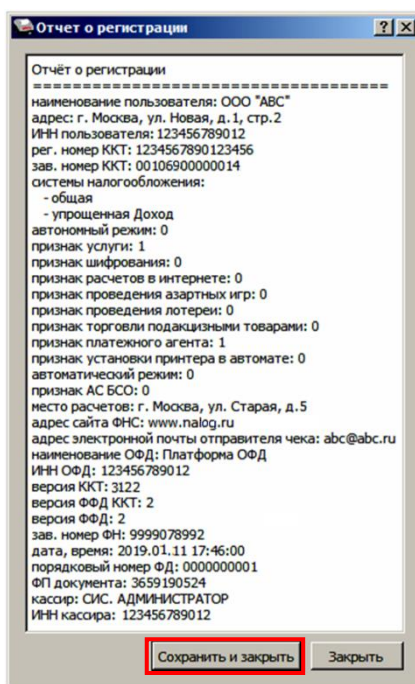 Отчет о регистрации
Отчёт о регистрации
====================================
наименование пользователя: ООО "АВС"
адрес: г. Москва, ул. Новая, д.1, стр.2
ИНН пользователя: 123456789012
рег. номер ККТ: 1234567890123456
зав. номер ККТ: 00106900000014
системы налогообложения:
- общая
- упрощенная Доход
автономный режим: 0
признак услуги: 1
признак шифрования: 0
признак расчетов в интернете: 0
признак проведения азартных игр: 0
признак проведения лотереи: 0
признак торговли подакцизными товарами: 0
признак платежного агента: 1
признак установки принтера в автомате: 0
автоматический режим: 0
признак АС БСО: 0
место расчетов: г. Москва, ул. Старая, д.5
адрес сайта ФНС: www.nalog.ru
адрес электронной почты отправителя чека: abc@abc.ru
наименование ОФД: Платформа ОФД
ИНН ОФД: 123456789012
версия ККТ: 3122
версия ФФД ККТ: 2
версия ФФД: 2
зав. номер ФН: 9999078992
дата, время: 2019.01.11 17:46:00
порядковый номер ФД: 0000000001
ФП документа: 3659190524
кассир: СИС. АДМИНИСТРАТОР
ИНН кассира: 123456789012
Сохранить и закрыть Закрыть